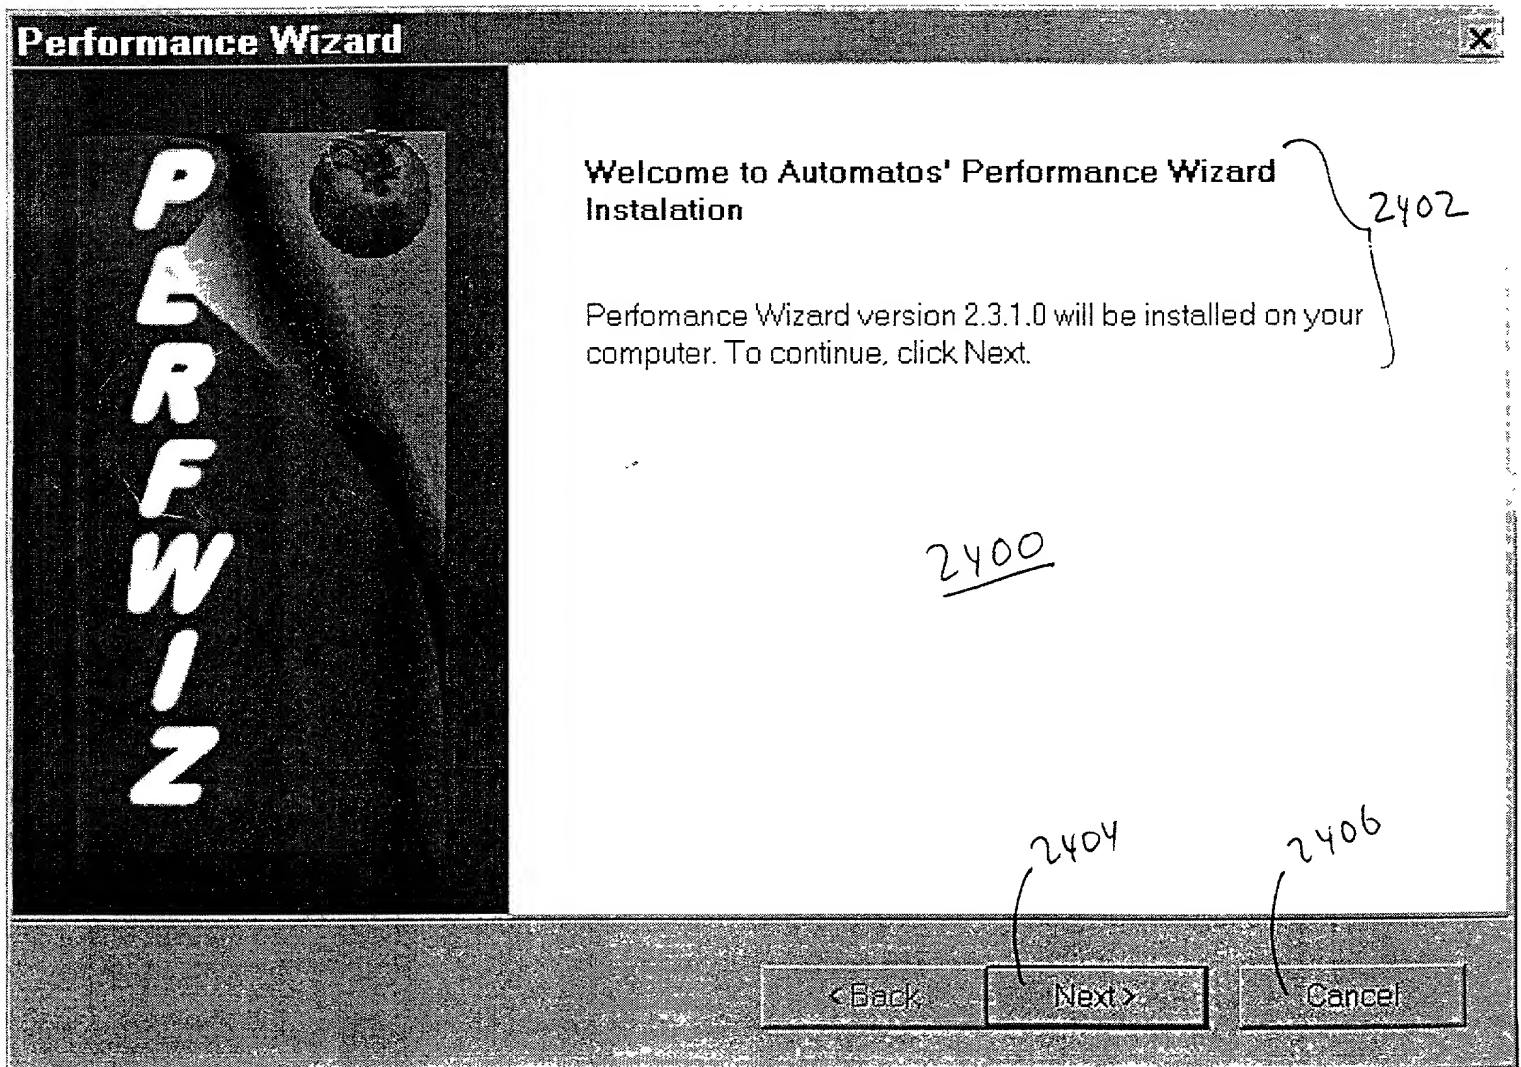 Performance Wizard
PERFWIZ
Welcome to Automatos' Performance Wizard
Instalation
2402
Perfomance Wizard version 2.3.1.0 will be installed on your
computer. To continue, click Next.
2400
2404
2406
< Back
Next >
Cancel